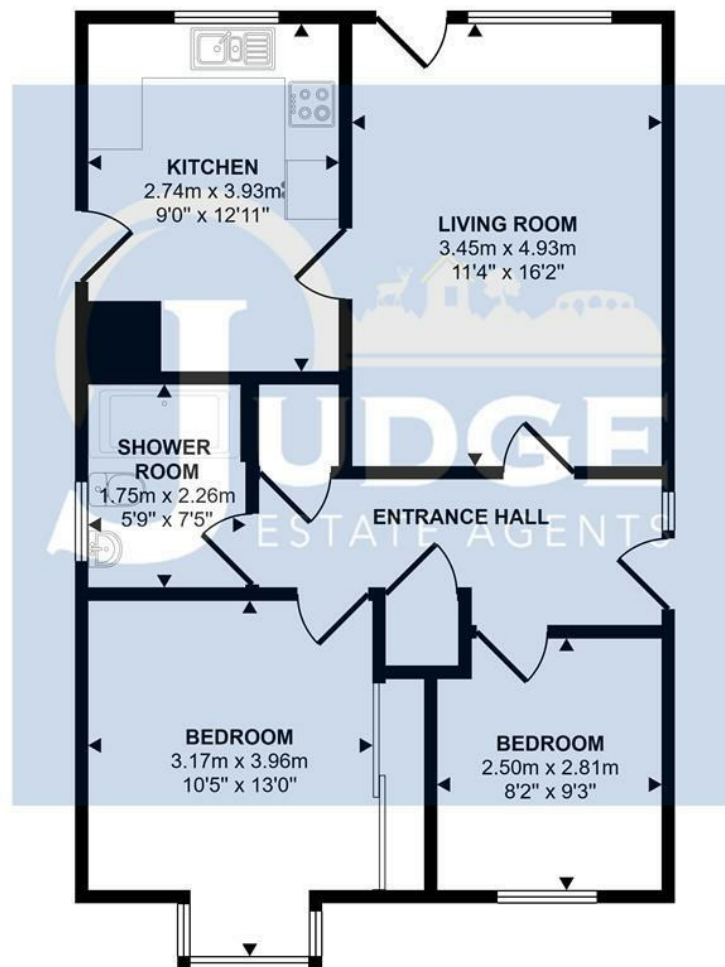 KITCHEN
2.74m x 3.93m
9'0" x 12'11"
LIVING ROOM
3.45m x 4.93m
11'4" x 16'2"
JUDGE
ESTATE AGENTS
SHOWER
ROOM
1.75m x 2.26m
5'9" x 7'5"
ENTRANCE HALL
BEDROOM
3.17m x 3.96m
10'5" x 13'0"
BEDROOM
2.50m x 2.81m
8'2" x 9'3"